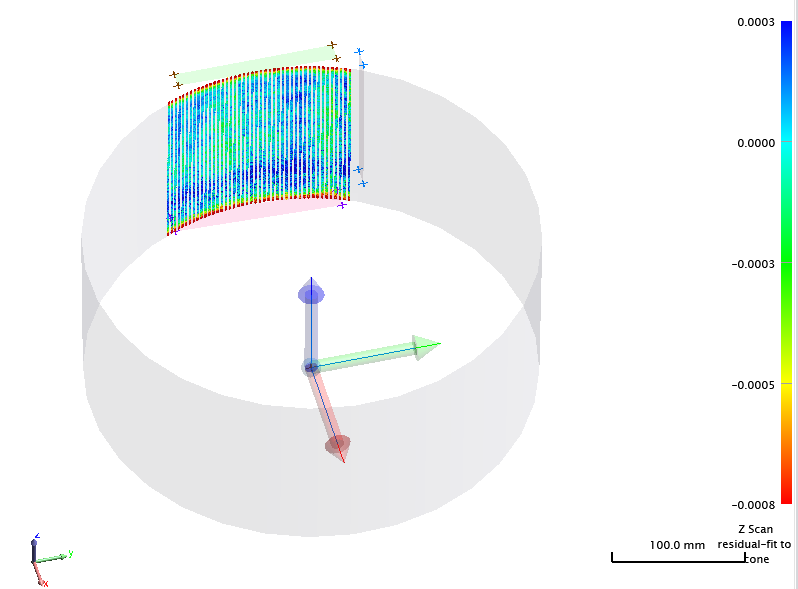 0.0003
0.0000
-0.0003
-0.0005
-0.0008
Z Scan
100.0 mm residual-fit to
cone
z
y
x